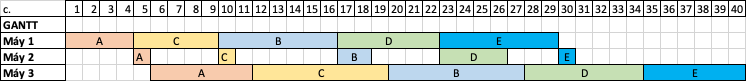 c. 1 2 3 4 5 6 7 8 9 10 11 12 13 14 15 16 17 18 19 20 21 22 23 24 25 26 27 28 29 30 31 32 33 34 35 36 37 38 39 40
GANTT
Máy 1 A C B D E
Máy 2 A C B D E
Máy 3 A C B D E